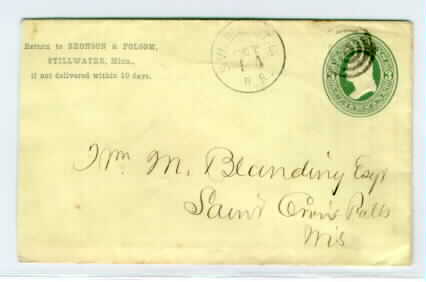 Return to BRONSON & FOLSOM,
STILLWATER, Minn.,
if not delivered within 10 days.
Wm M. Blanding Esqr
Saint Croix Falls
Wis